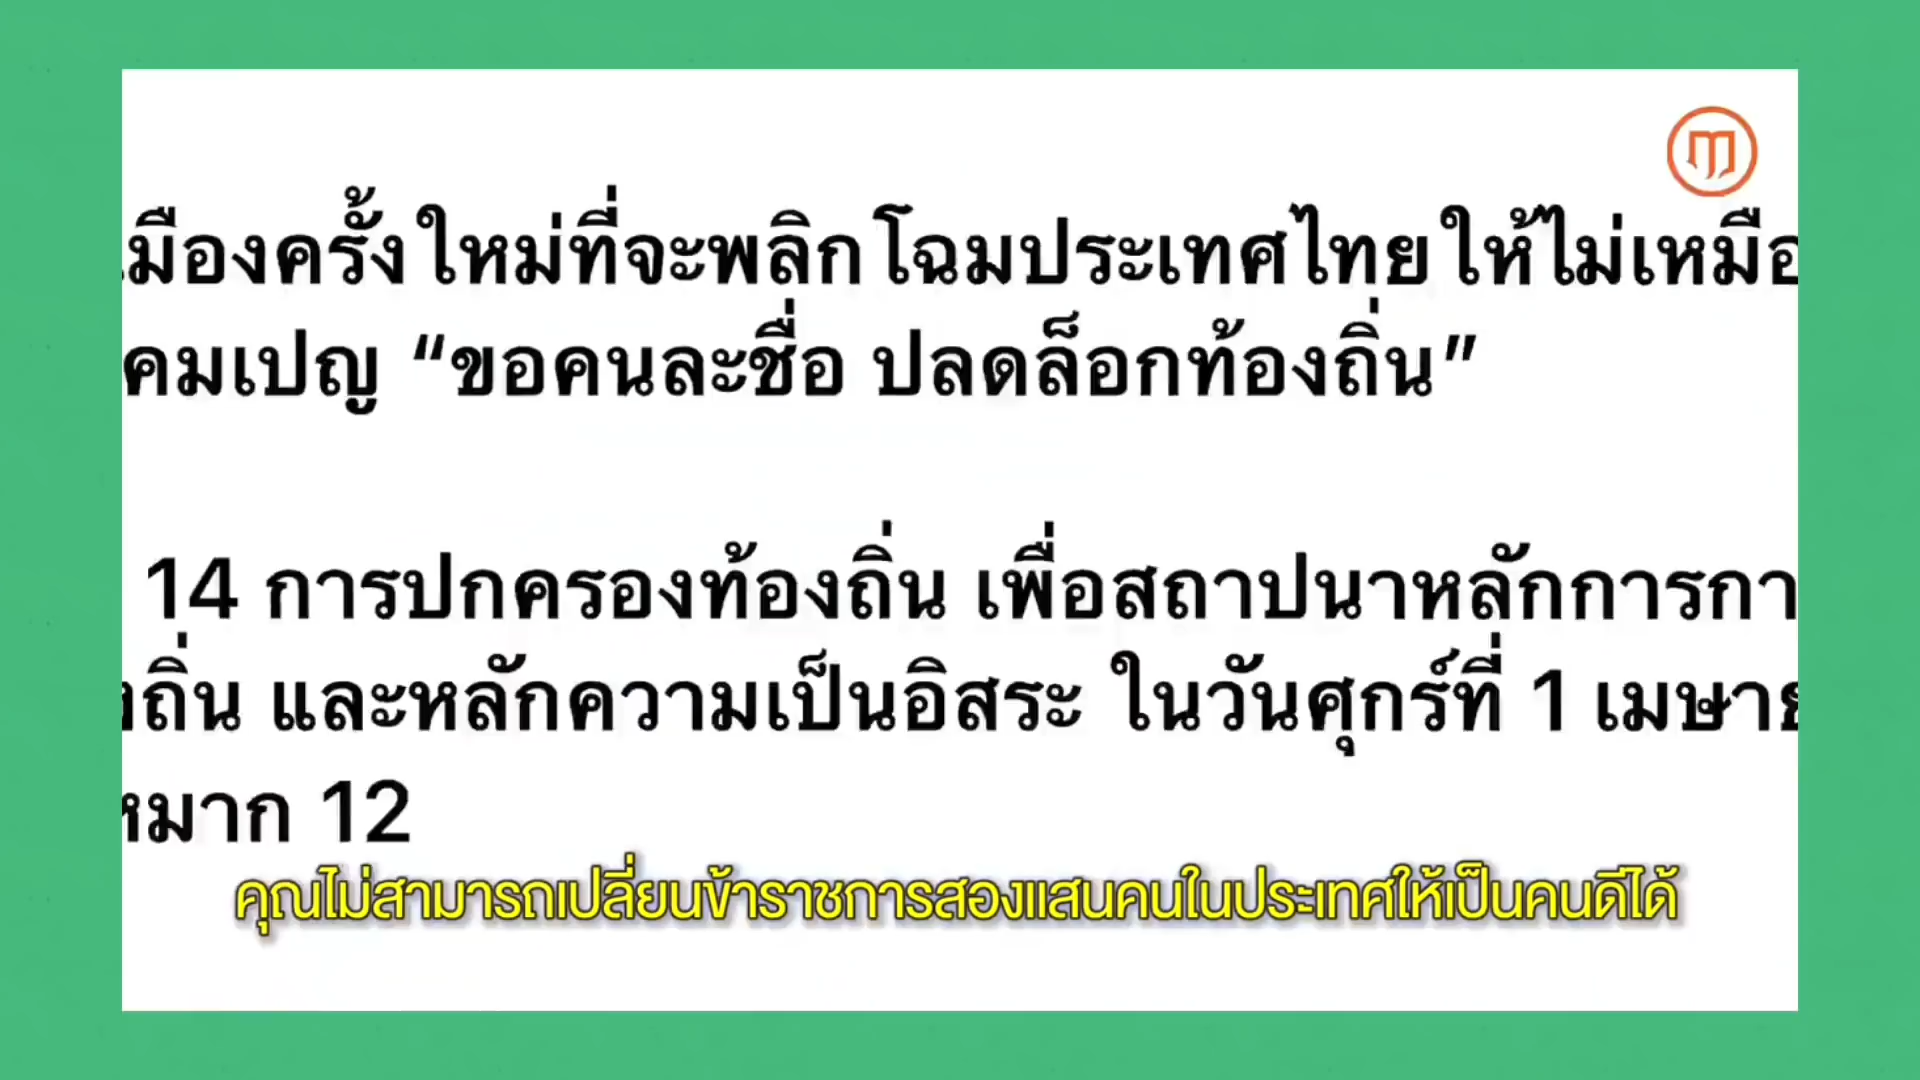 เมืองครั้งใหม่ที่จะพลิกโฉมประเทศไทยให้ไม่เหมือ
คมเปญ “ขอคนละชื่อ ปลดล็อกท้องถิ่น”
14 การปกครองท้องถิ่น เพื่อสถาปนาหลักการกา
งถิ่น และหลักความเป็นอิสระ ในวันศุกร์ที่ 1 เมษาย
หมาก 12
คุณไม่สามารถเปลี่ยนข้าราชการสองแสนคนในประเทศให้เป็นคนดีได้